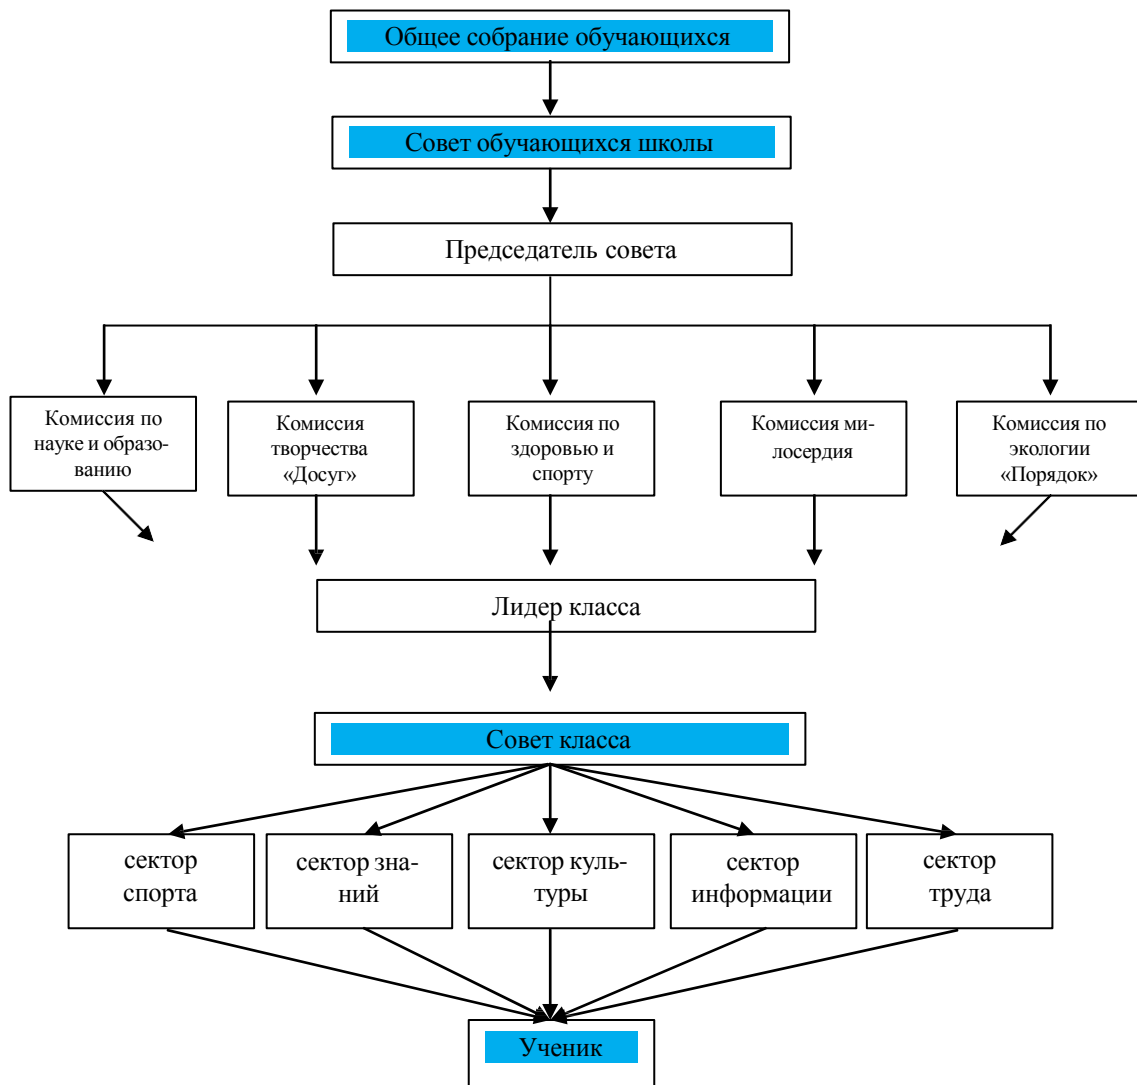 Общее собрание обучающихся
Совет обучающихся школы
Председатель совета
Комиссия по
науке и образо-
ванию
Комиссия
творчества
«Досуг»
Комиссия по
здоровью и
спорту
Комиссия ми-
лосердия
Комиссия по
экологии
«Порядок»
Лидер класса
Совет класса
сектор
спорта
сектор зна-
ний
сектор куль-
туры
сектор
информации
сектор
труда
Ученик